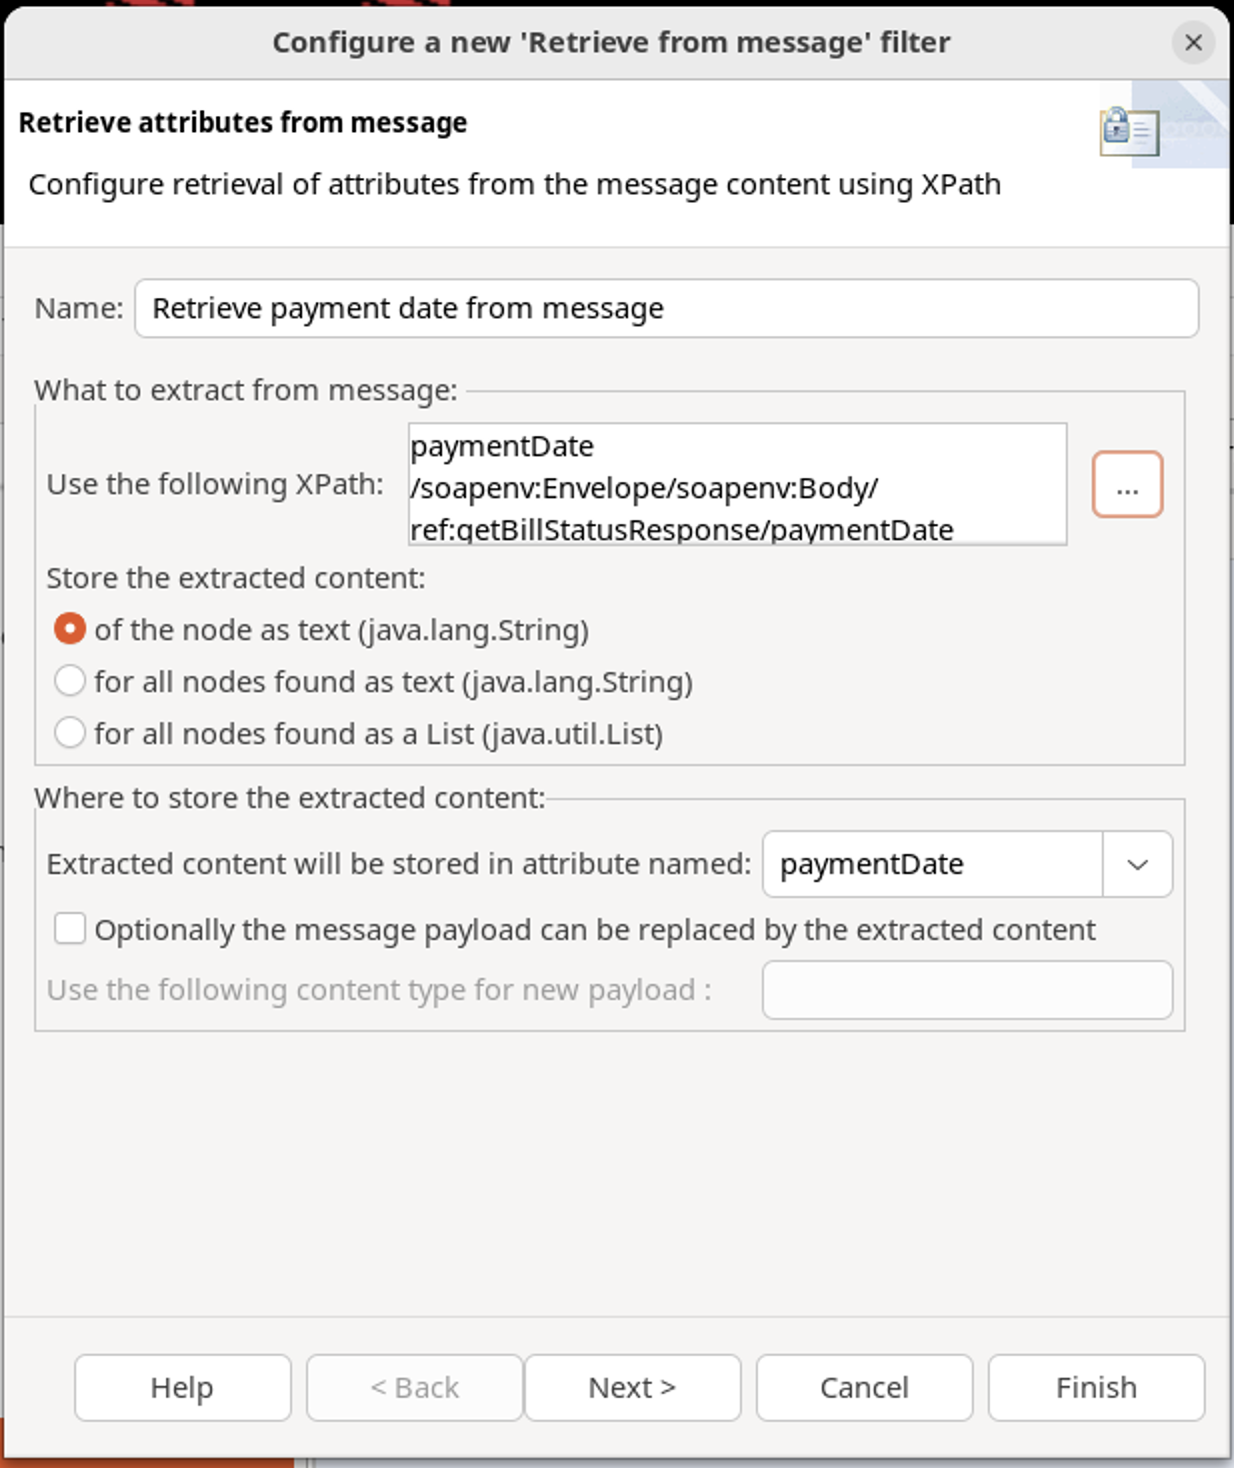 Configure a new 'Retrieve from message' filter
Retrieve attributes from message
Configure retrieval of attributes from the message content using XPath
Name: Retrieve payment date from message
What to extract from message:
Use the following XPath:
paymentDate
/soapenv:Envelope/soapenv:Body/
ref:getBillStatusResponse/paymentDate
...
Store the extracted content:
of the node as text (java.lang.String)
for all nodes found as text (java.lang.String)
for all nodes found as a List (java.util.List)
Where to store the extracted content:
Extracted content will be stored in attribute named: paymentDate
Optionally the message payload can be replaced by the extracted content
Use the following content type for new payload :
Help < Back Next > Cancel Finish